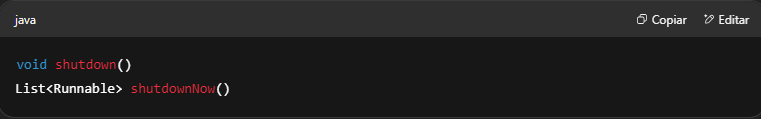 java
Copiar
Editar
void shutdown()
List<Runnable> shutdownNow()